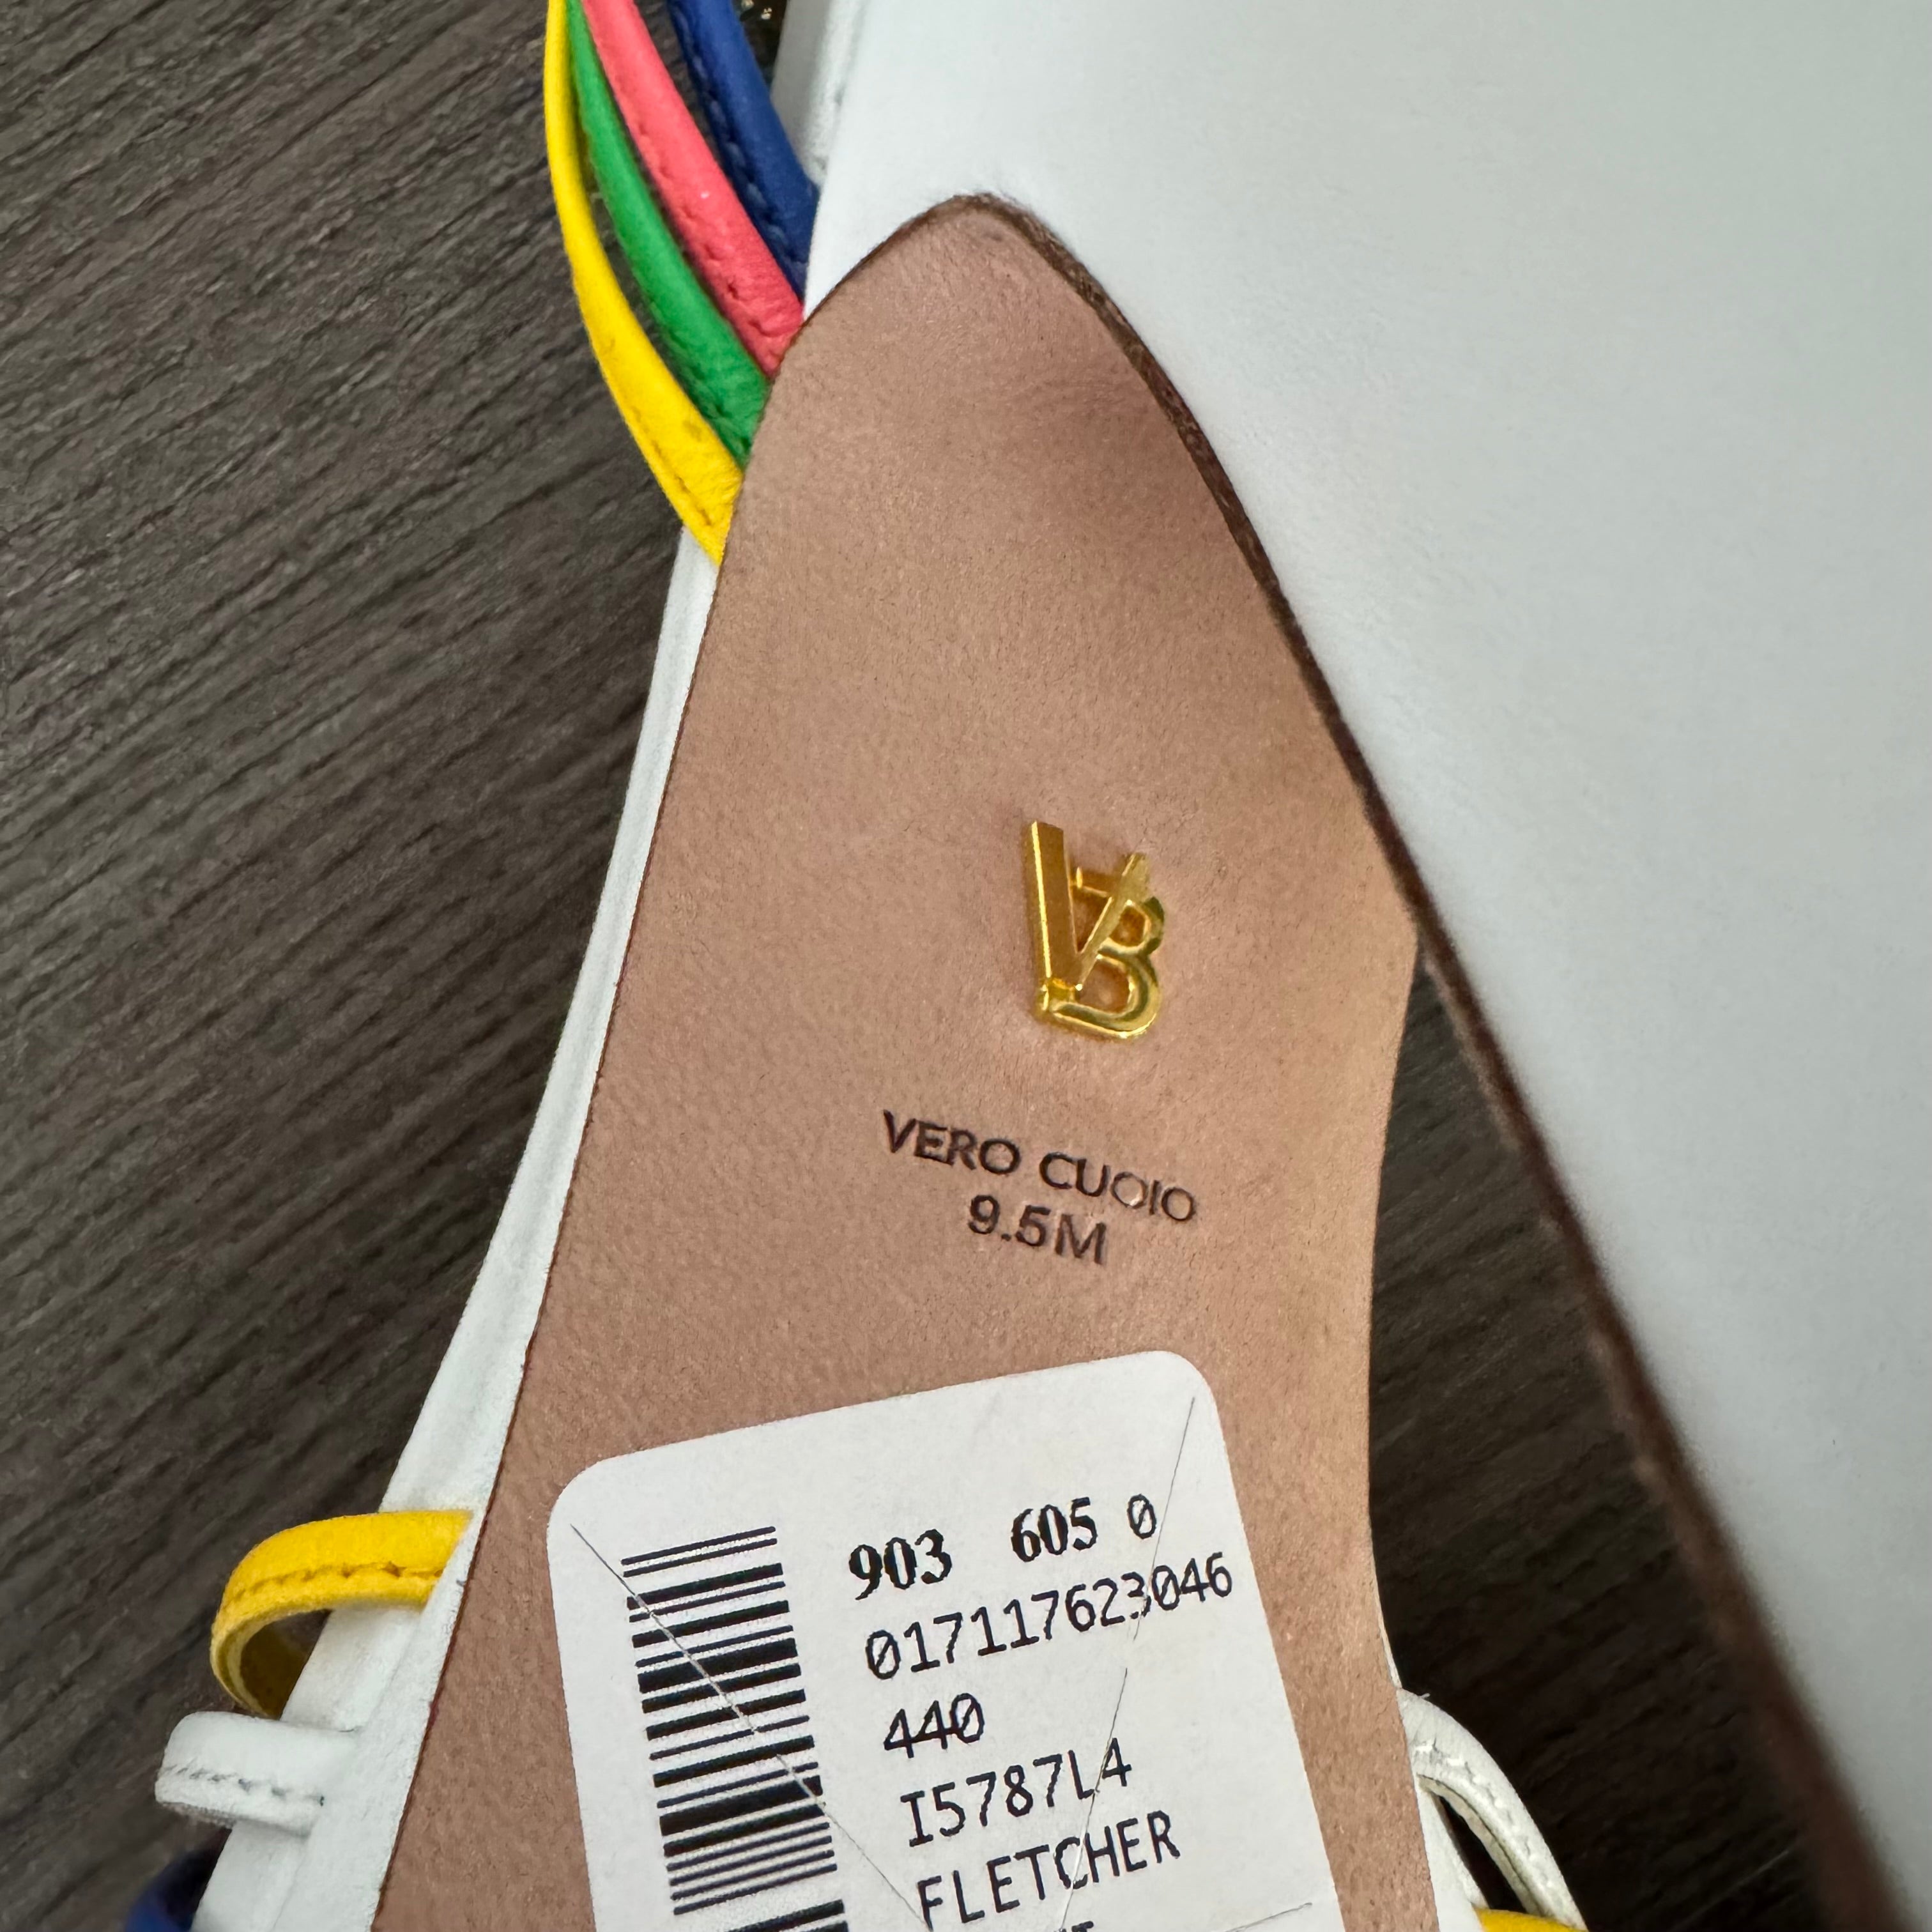 VB
VERO CUOIO
9.5M
903 605 0
017117623046
440
I5787L4
FLETCHER